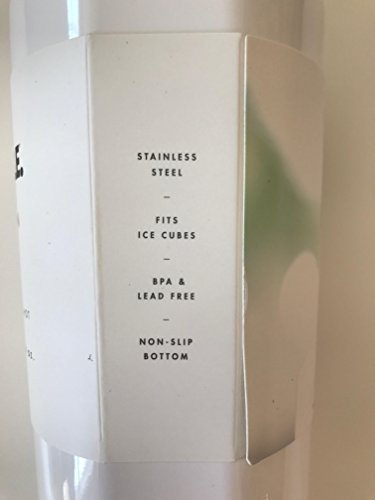 E.
STAINLESS
STEEL
–
FITS
ICE CUBES
–
BPA &
LEAD FREE
–
NON-SLIP
BOTTOM